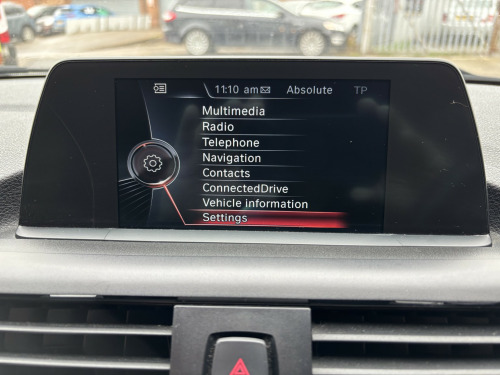 11:10 am Absolute TP
Multimedia
Radio
Telephone
Navigation
Contacts
ConnectedDrive
Vehicle information
Settings